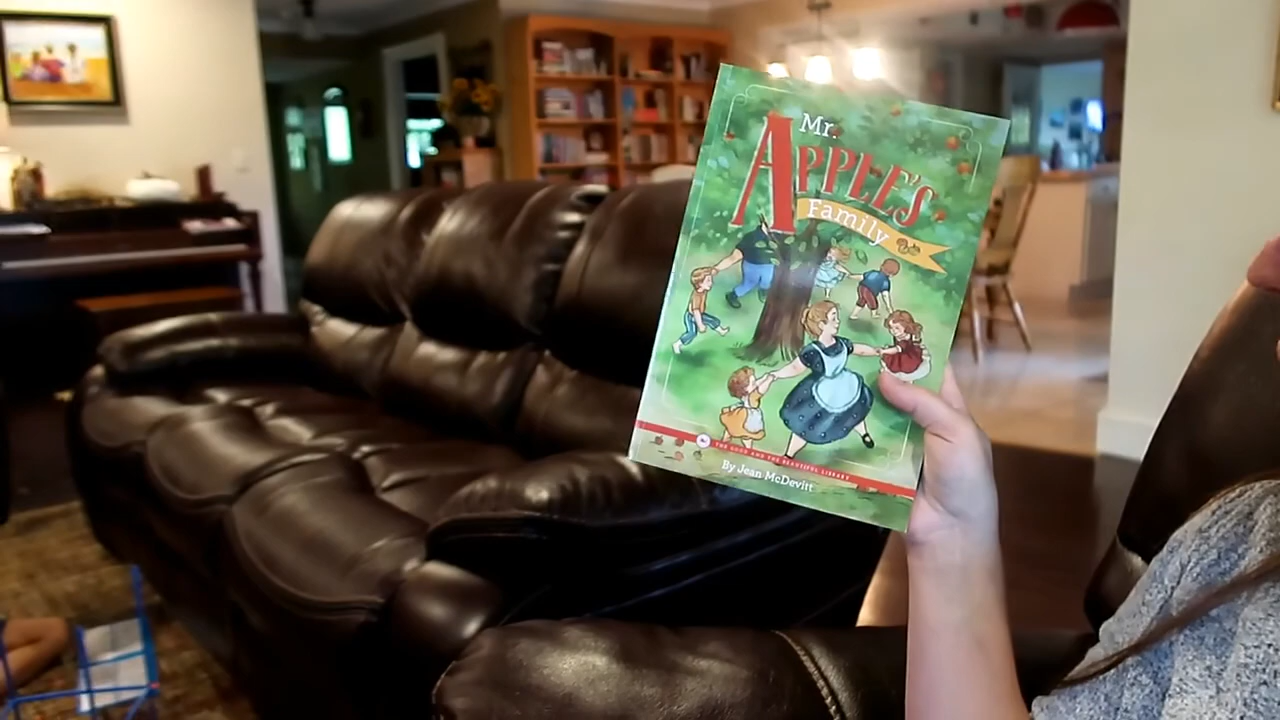 Mr.
APPLE'S
Family
THE GOOD AND THE BEAUTIFUL LIBRARY
By Jean McDevitt